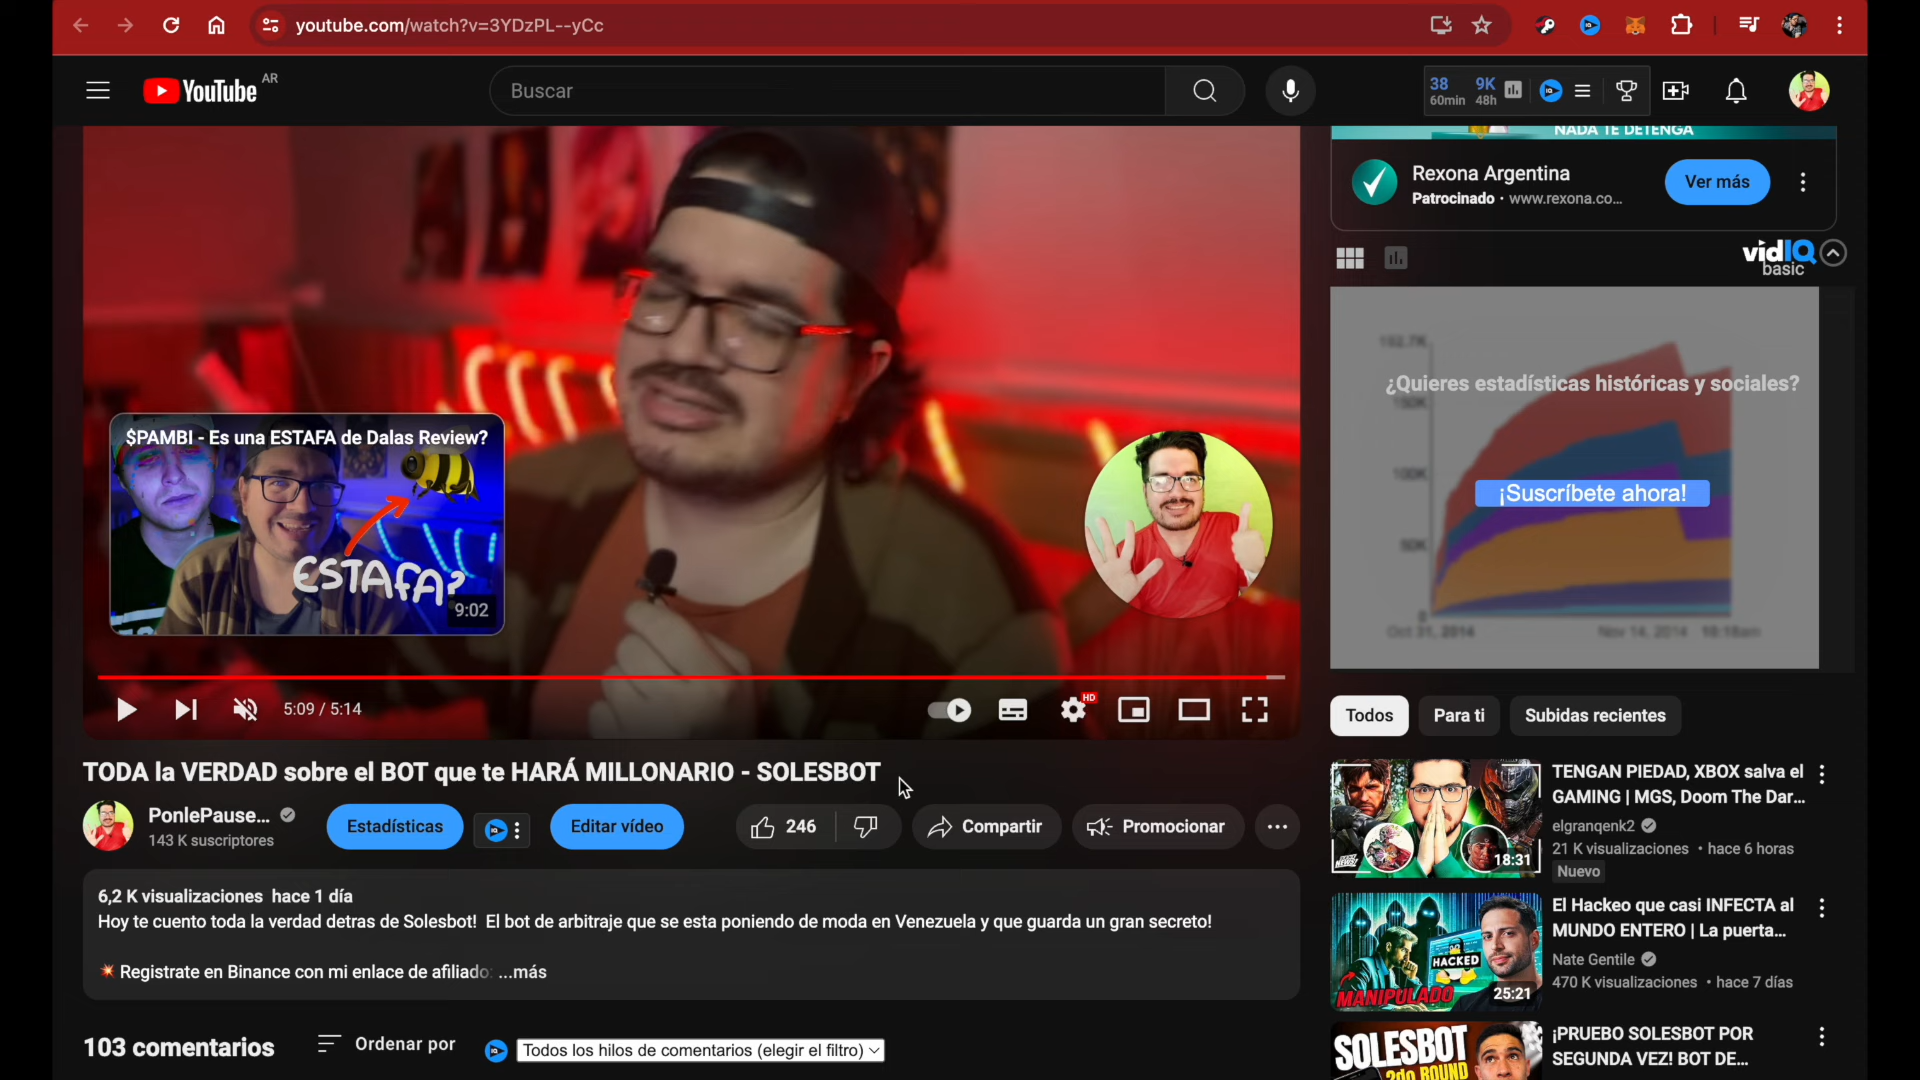 youtube.com/watch?v=3YDzPL--yCc
YouTube AR
Buscar
38
60min
9K
48h
NADA TE DETENGA
Rexona Argentina
Patrocinado · www.rexona.co...
Ver más
vidIQ
basic
$PAMBI - Es una ESTAFA de Dalas Review?
ESTAFA?
9:02
¿Quieres estadísticas históricas y sociales?
¡Suscríbete ahora!
Oct 31, 2014
Nov 14, 2014
5:09 / 5:14
HD
Todos
Para ti
Subidas recientes
TODA la VERDAD sobre el BOT que te HARÁ MILLONARIO - SOLESBOT
PonlePause...
143 K suscriptores
Estadísticas
Editar vídeo
246
Compartir
Promocionar
6,2 K visualizaciones hace 1 día
Hoy te cuento toda la verdad detras de Solesbot! El bot de arbitraje que se esta poniendo de moda en Venezuela y que guarda un gran secreto!
Registrate en Binance con mi enlace de afiliado: ...más
103 comentarios
Ordenar por
Todos los hilos de comentarios (elegir el filtro)
18:31
TENGAN PIEDAD, XBOX salva el
GAMING | MGS, Doom The Dar...
elgranqenk2
21 K visualizaciones · hace 6 horas
Nuevo
HACKED
MANIPULADO
25:21
El Hackeo que casi INFECTA al
MUNDO ENTERO | La puerta...
Nate Gentile
470 K visualizaciones · hace 7 días
SOLESBOT
2do ROUND
¡PRUEBO SOLESBOT POR
SEGUNDA VEZ! BOT DE...